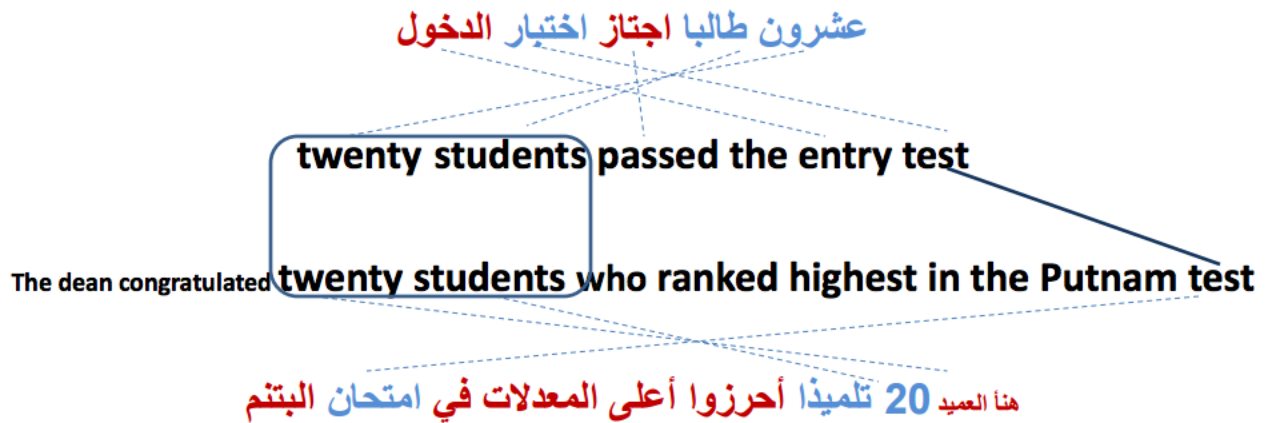 عشرون طالبا اجتاز اختبار الدخول
twenty students passed the entry test
The dean congratulated twenty students who ranked highest in the Putnam test
هنأ العميد 20 تلميذا أحرزوا أعلى المعدلات في امتحان البتنم